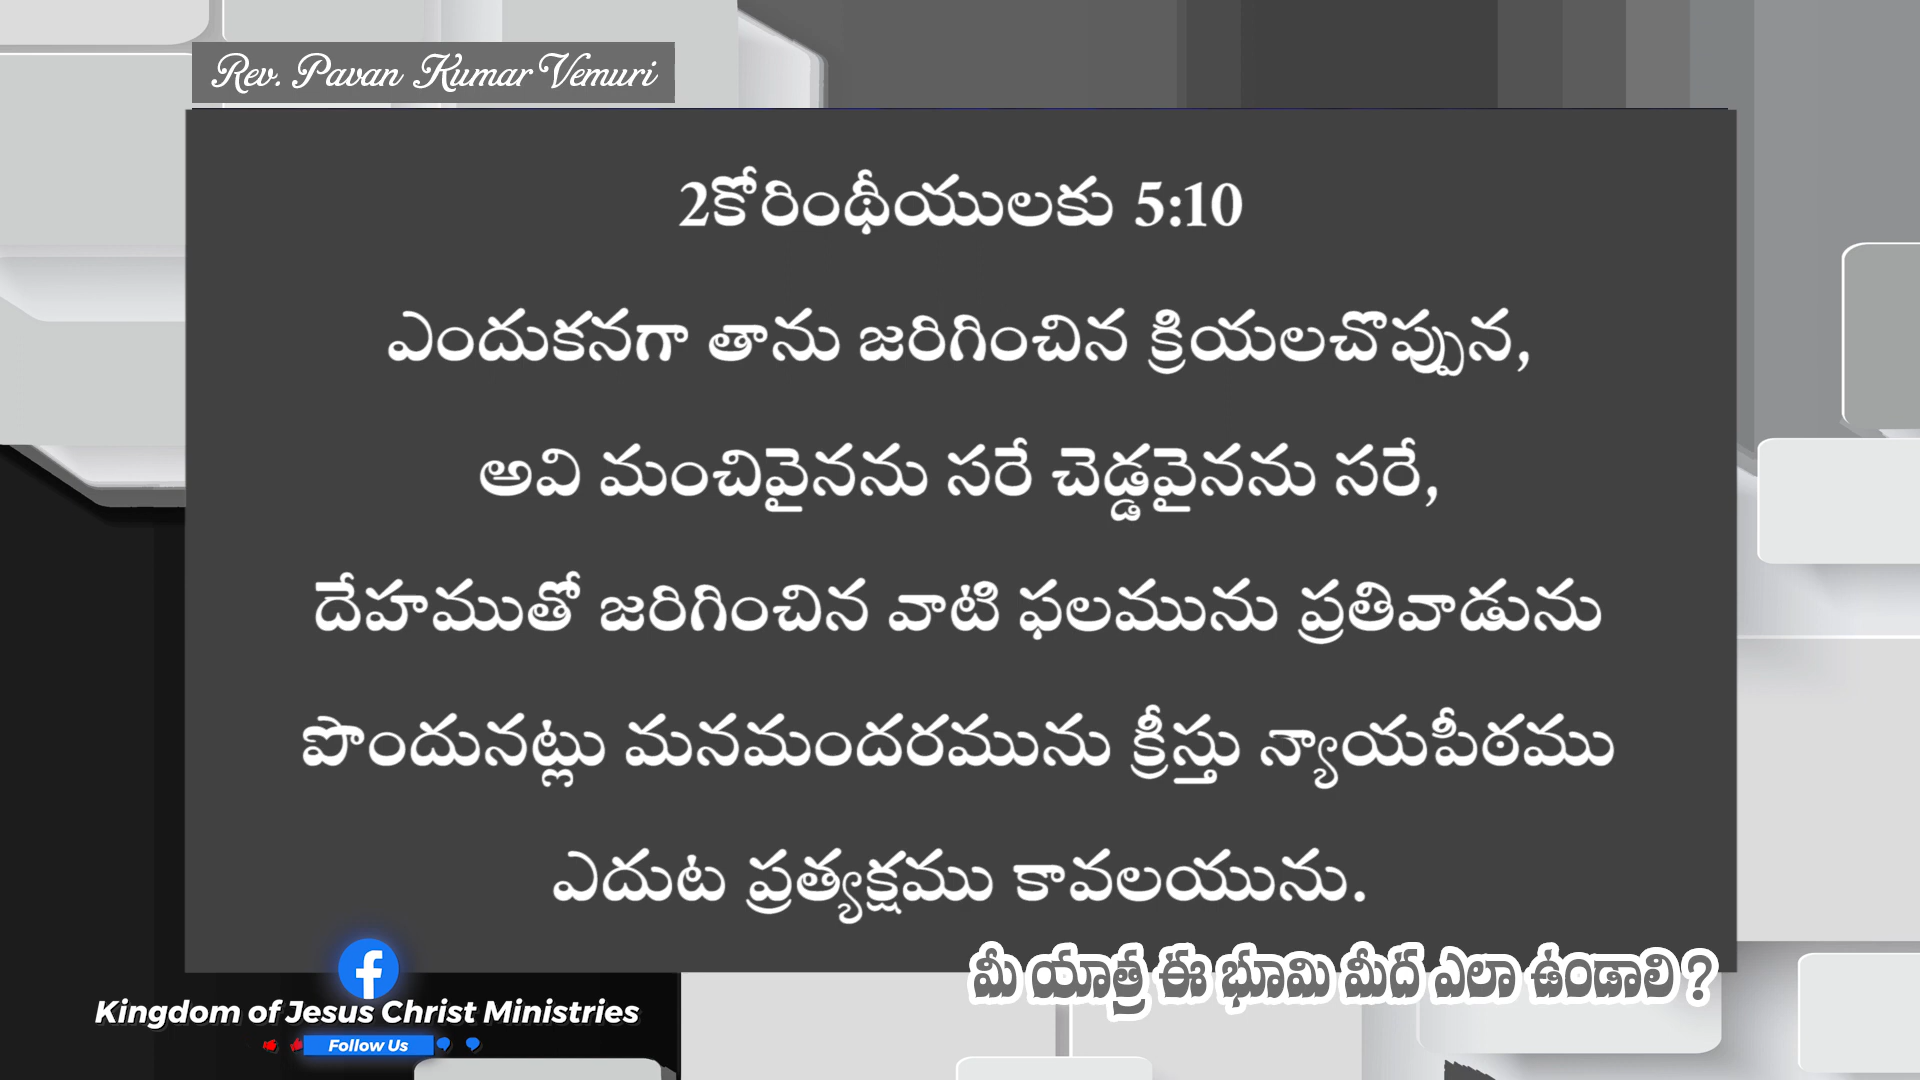 Rev. Pavan Kumar Vemuri
2కోరింథీయులకు 5:10
ఎందుకనగా తాను జరిగించిన క్రియలచొప్పున,
అవి మంచివైనను సరే చెడ్డవైనను సరే,
దేహముతో జరిగించిన వాటి ఫలమును ప్రతివాడును
పొందునట్లు మనమందరమును క్రీస్తు న్యాయపీఠము
ఎదుట ప్రత్యక్షము కావలయును.
మీ యాత్ర ఈ భూమి మీద ఎలా ఉండాలి ?
Kingdom of Jesus Christ Ministries
Follow Us